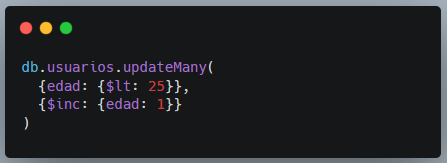 db.usuarios.updateMany(
  {edad: {$lt: 25}},
  {$inc: {edad: 1}}
)